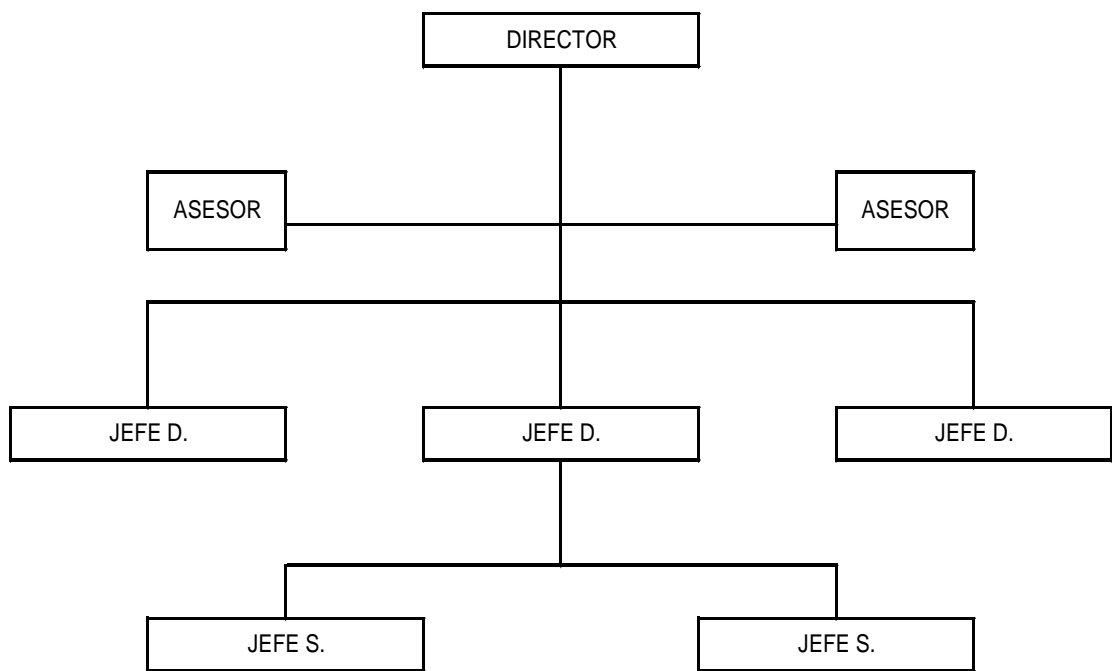 DIRECTOR
ASESOR
ASESOR
JEFE D.
JEFE D.
JEFE D.
JEFE S.
JEFE S.